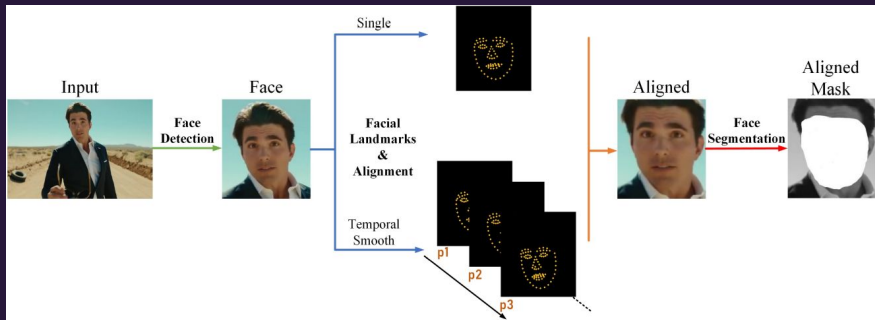 Input
Face
Detection
Face
Single
Facial
Landmarks
&
Alignment
Temporal
Smooth
p1
p2
p3
Aligned
Face
Segmentation
Aligned
Mask